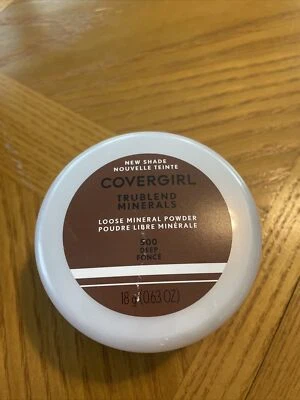 NEW SHADE
NOUVELLE TEINTE
COVERGIRL
TRUBLEND
MINERALS
LOOSE MINERAL POWDER
POUDRE LIBRE MINÉRALE
500
DEEP
FONCÉ
18 g (0.63 OZ)